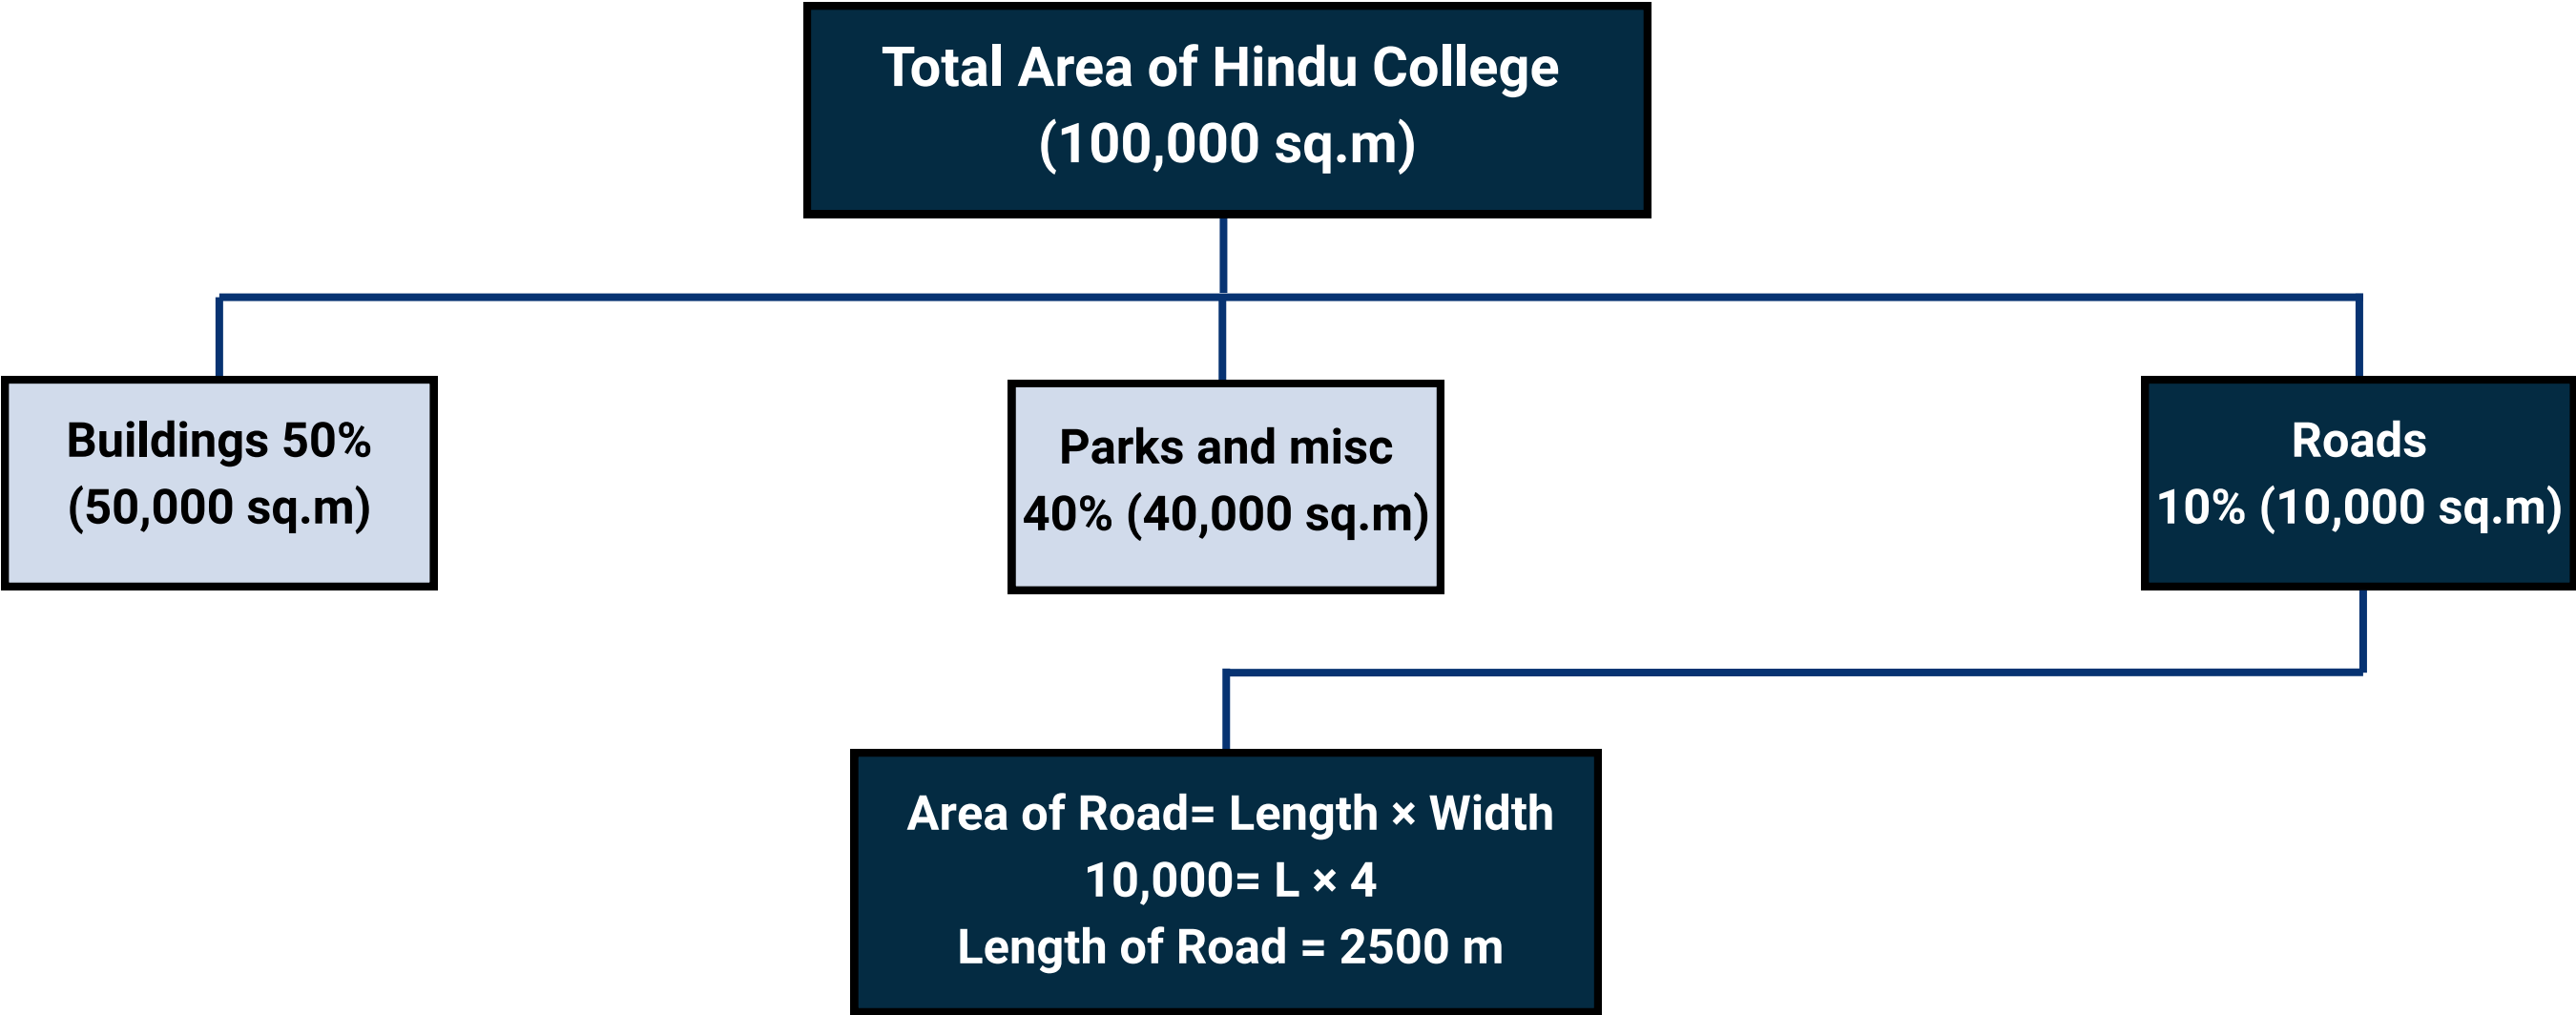 Total Area of Hindu College
(100,000 sq.m)
Buildings 50%
(50,000 sq.m)
Parks and misc
40% (40,000 sq.m)
Roads
10% (10,000 sq.m)
Area of Road= Length × Width
10,000= L × 4
Length of Road = 2500 m